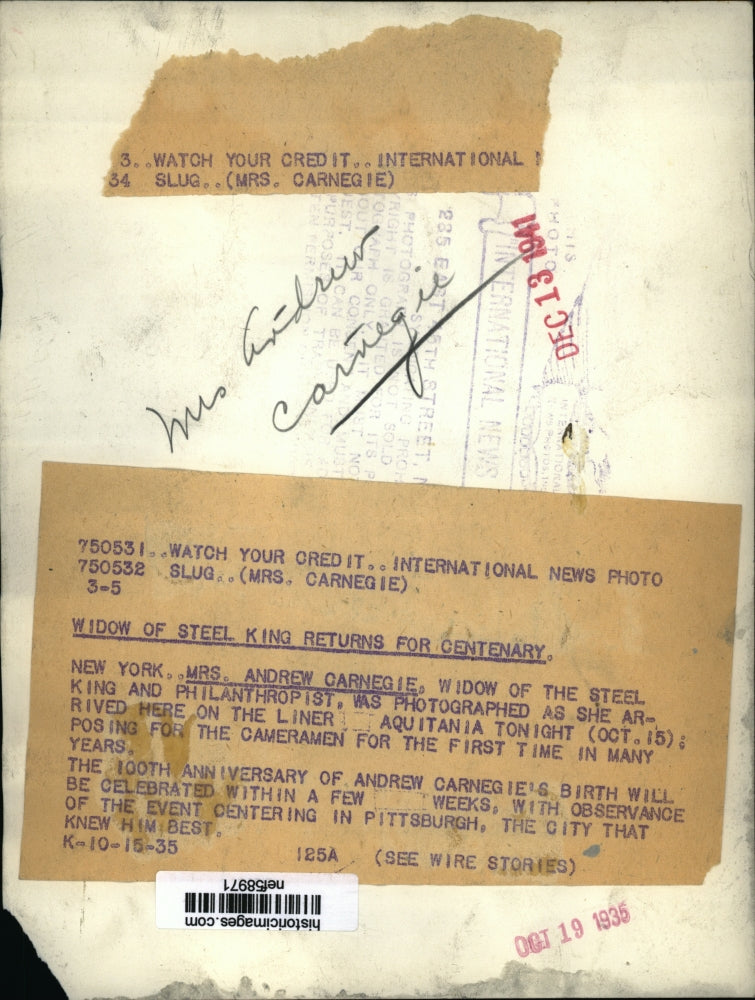 3..WATCH YOUR CREDIT.. INTERNATIONAL
34 SLUG..(MRS. CARNEGIE)
Mrs Andrew
Carnegie
DEC 13 1941
235 EAST 45TH STREET, N
INTERNATIONAL NEWS
750531..WATCH YOUR CREDIT.. INTERNATIONAL NEWS PHOTO
750532 SLUG..(MRS. CARNEGIE)
3-5
WIDOW OF STEEL KING RETURNS FOR CENTENARY.
NEW YORK..MRS. ANDREW CARNEGIE, WIDOW OF THE STEEL
KING AND PHILANTHROPIST, WAS PHOTOGRAPHED AS SHE AR-
RIVED HERE ON THE LINER AQUITANIA TONIGHT (OCT.15);
POSING FOR THE CAMERAMEN FOR THE FIRST TIME IN MANY
YEARS.
THE 100TH ANNIVERSARY OF ANDREW CARNEGIE'S BIRTH WILL
BE CELEBRATED WITHIN A FEW WEEKS, WITH OBSERVANCE
OF THE EVENT CENTERING IN PITTSBURGH, THE CITY THAT
KNEW HIM BEST.
K-10-15-35 125A (SEE WIRE STORIES)
historicimages.com
nef58971
OCT 19 1935